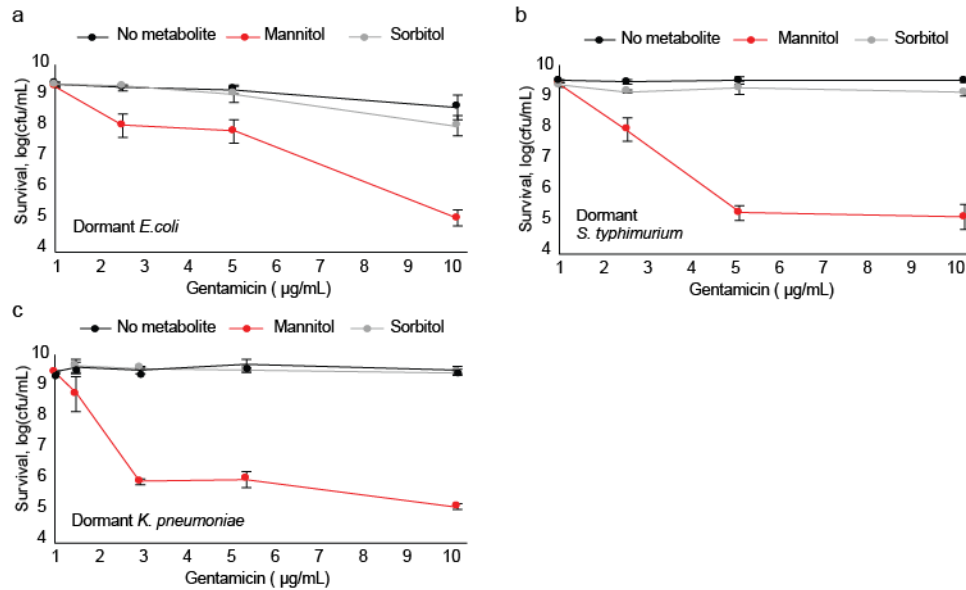 a
No metabolite Mannitol Sorbitol
10
9
8
7
6
5
4
Survival, log(cfu/mL)
Dormant E.coli
1 2 3 4 5 6 7 8 9 10
Gentamicin ( µg/mL)
b
No metabolite Mannitol Sorbitol
10
9
8
7
6
5
4
Survival, log(cfu/mL)
Dormant
S. typhimurium
1 2 3 4 5 6 7 8 9 10
Gentamicin ( µg/mL)
c
No metabolite Mannitol Sorbitol
10
9
8
7
6
5
4
Survival, log(cfu/mL)
Dormant K. pneumoniae
1 2 3 4 5 6 7 8 9 10
Gentamicin ( µg/mL)